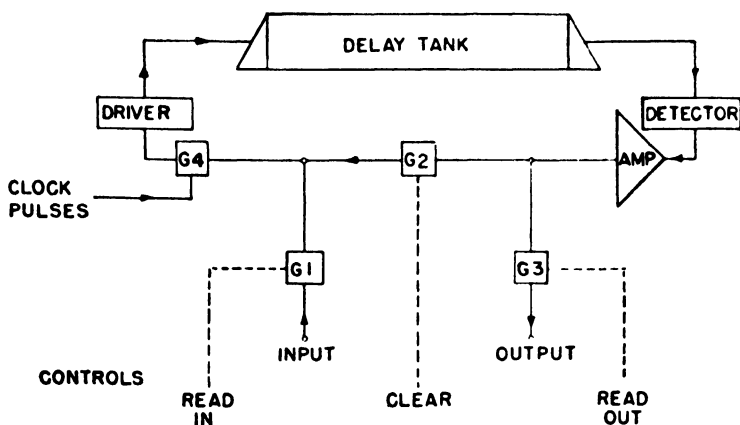 DELAY TANK
DRIVER
DETECTOR
G4
G2
AMP
CLOCK
PULSES
G1
G3
INPUT
OUTPUT
CONTROLS
READ
IN
CLEAR
READ
OUT